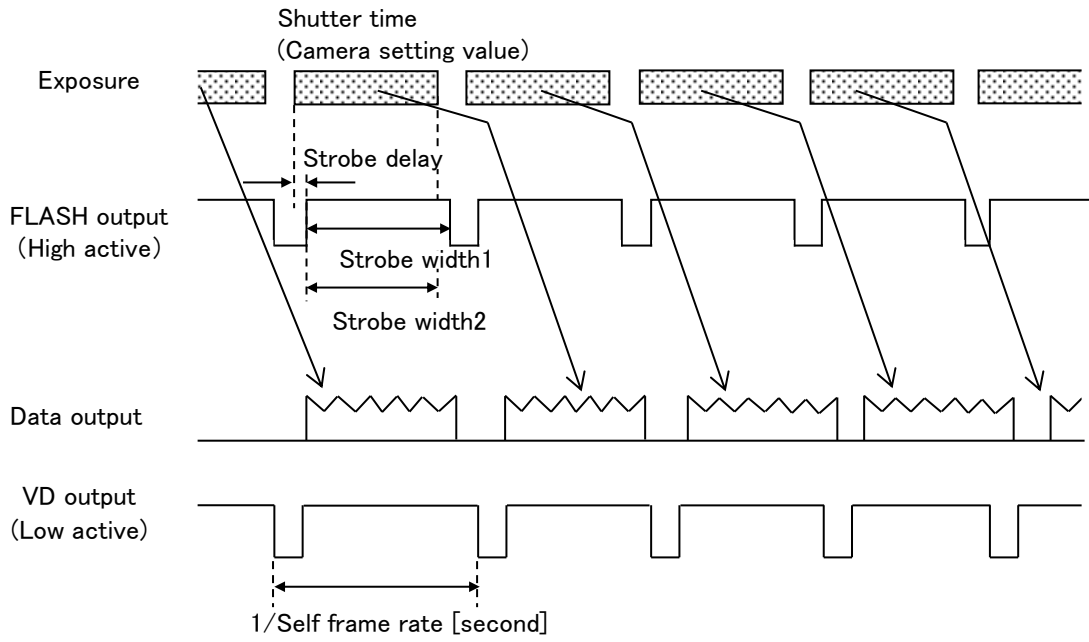 Shutter time
(Camera setting value)
Exposure
Strobe delay
FLASH output
(High active)
Strobe width1
Strobe width2
Data output
VD output
(Low active)
1/Self frame rate [second]